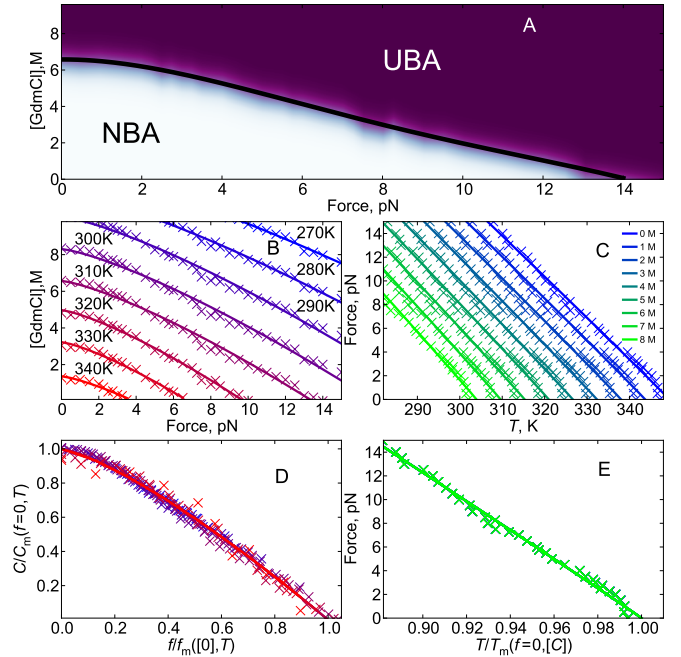 A
UBA
NBA
[GdmCl],M
8
6
4
2
0
0 2 4 6 8 10 12 14
Force, pN
B
300K
310K
320K
330K
340K
270K
280K
290K
[GdmCl],M
8
6
4
2
0 2 4 6 8 10 12 14
Force, pN
C
0 M
1 M
2 M
3 M
4 M
5 M
6 M
7 M
8 M
Force, pN
14
12
10
8
6
4
2
0
290 300 310 320 330 340
T, K
D
C/Cm(f=0,T)
1.0
0.8
0.6
0.4
0.2
0.0 0.2 0.4 0.6 0.8 1.0
f/fm([0],T)
E
Force, pN
14
12
10
8
6
4
2
0
0.90 0.92 0.94 0.96 0.98 1.00
T/Tm(f=0,[C])